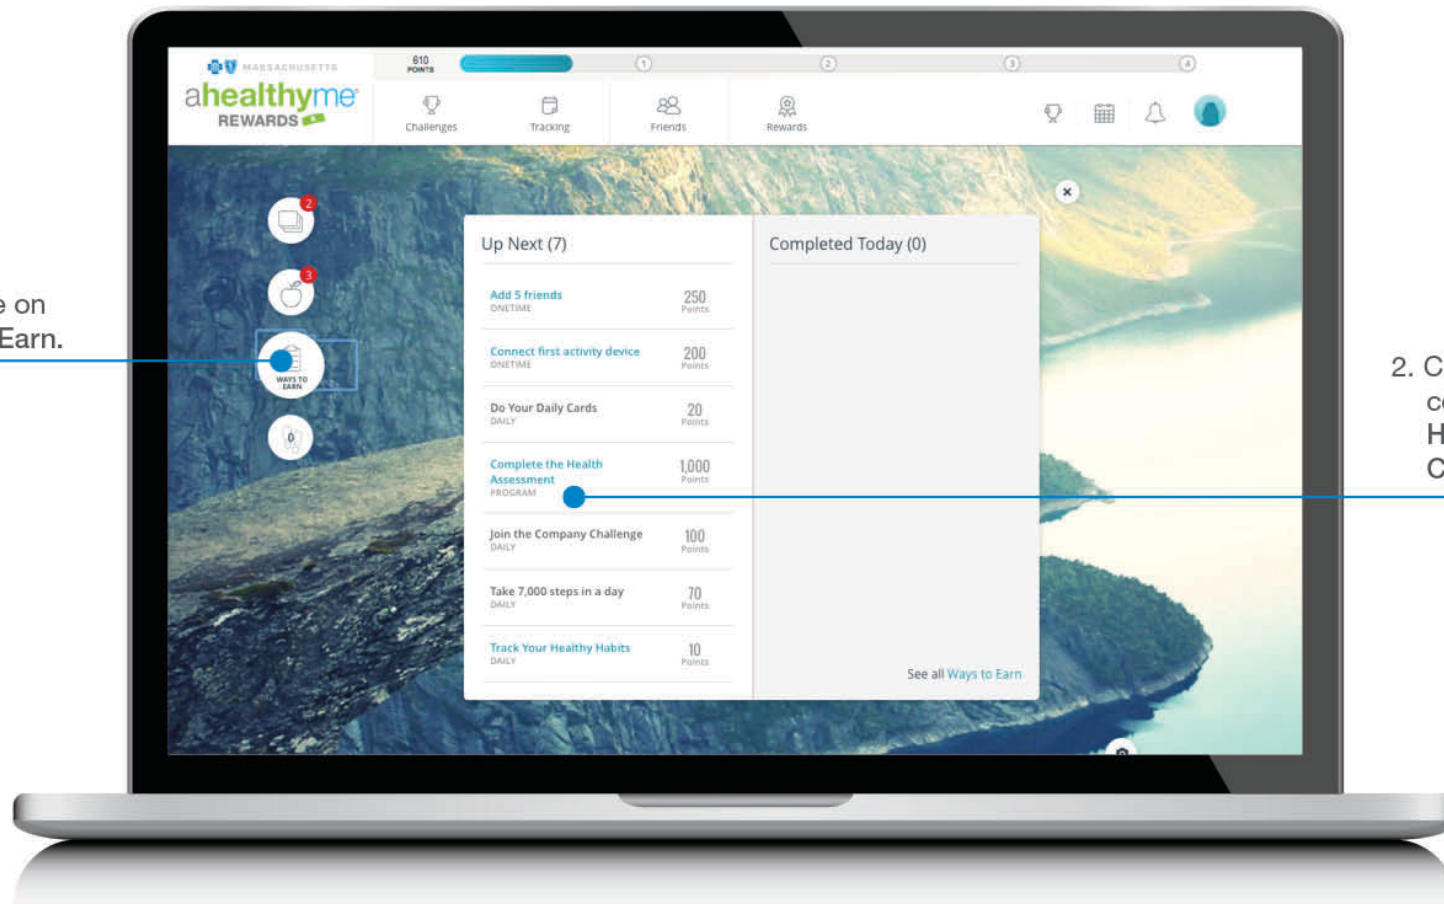 MASSACHUSETTS
ahealthyme
REWARDS
610
POINTS
1
2
3
4
Challenges
Tracking
Friends
Rewards
2
3
WAYS TO
EARN
0
e on
Earn.
Up Next (7)
Add 5 friends
ONETIME
250
Points
Connect first activity device
ONETIME
200
Points
Do Your Daily Cards
DAILY
20
Points
Complete the Health
Assessment
PROGRAM
1,000
Points
Join the Company Challenge
DAILY
100
Points
Take 7,000 steps in a day
DAILY
70
Points
Track Your Healthy Habits
DAILY
10
Points
Completed Today (0)
See all Ways to Earn
2. C
c
H
C